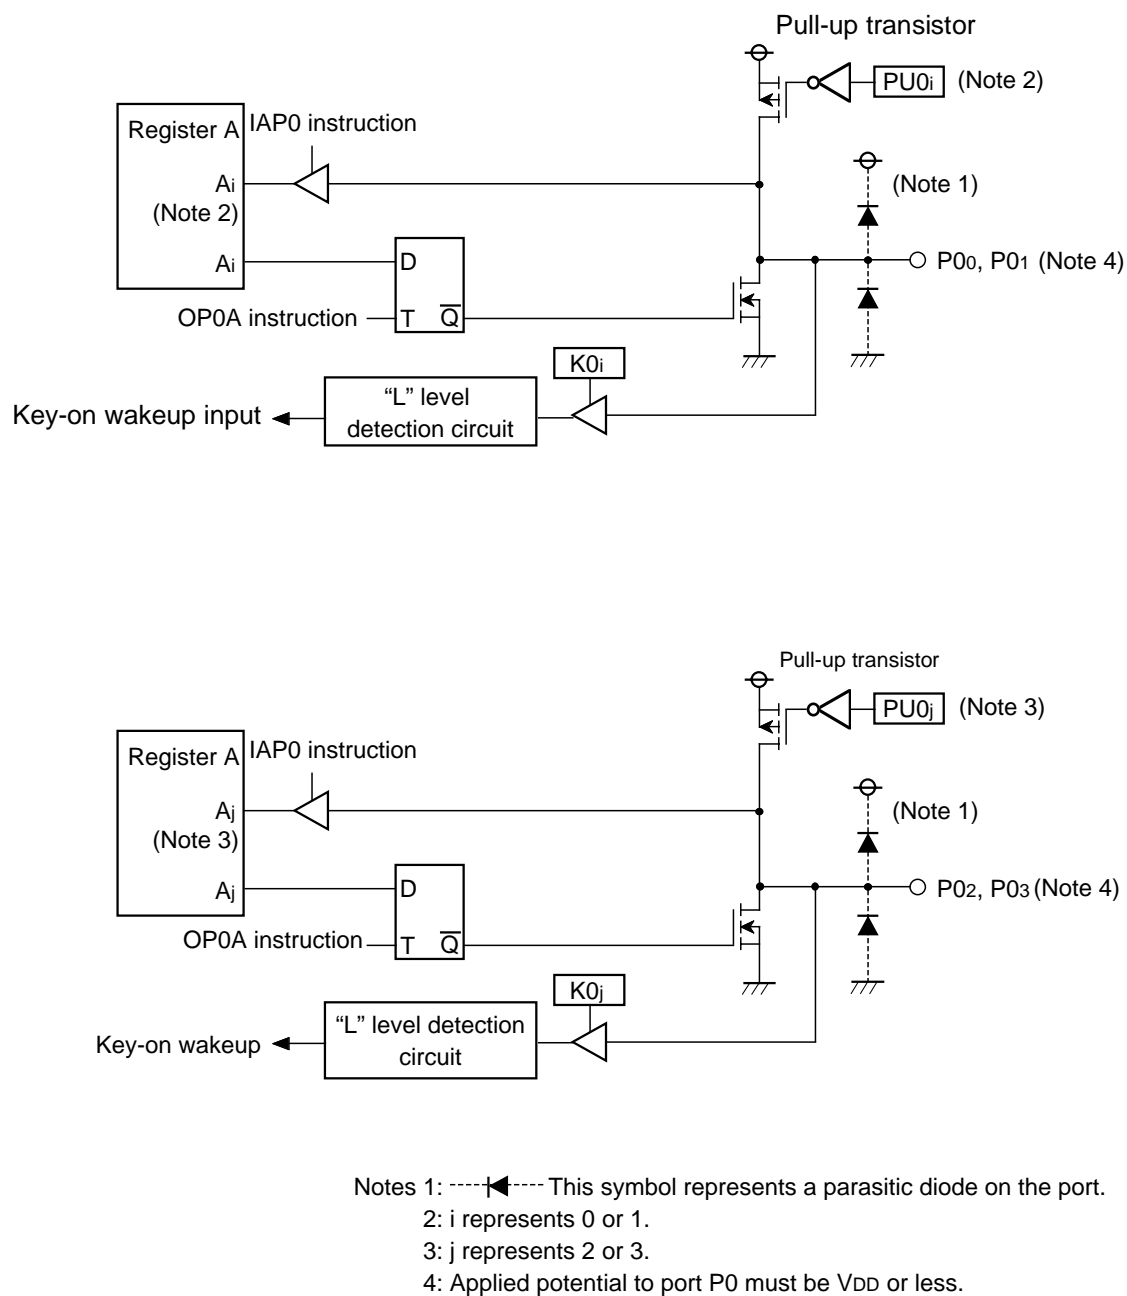 Pull-up transistor
PU0i (Note 2)
Register A
IAP0 instruction
Ai
(Note 2)
(Note 1)
Ai
D
P00, P01 (Note 4)
OP0A instruction
T Q̅
K0i
Key-on wakeup input
“L” level
detection circuit
Pull-up transistor
PU0j (Note 3)
Register A
IAP0 instruction
Aj
(Note 3)
(Note 1)
Aj
D
P02, P03 (Note 4)
OP0A instruction
T Q̅
K0j
Key-on wakeup
“L” level detection
circuit
Notes 1: This symbol represents a parasitic diode on the port.
2: i represents 0 or 1.
3: j represents 2 or 3.
4: Applied potential to port P0 must be VDD or less.